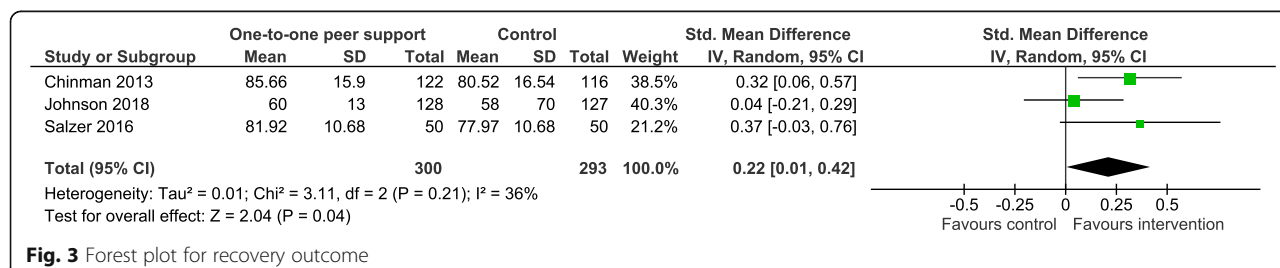 One-to-one peer support Control Std. Mean Difference Std. Mean Difference
Study or Subgroup Mean SD Total Mean SD Total Weight IV, Random, 95% CI IV, Random, 95% CI
Chinman 2013 85.66 15.9 122 80.52 16.54 116 38.5% 0.32 [0.06, 0.57]
Johnson 2018 60 13 128 58 70 127 40.3% 0.04 [-0.21, 0.29]
Salzer 2016 81.92 10.68 50 77.97 10.68 50 21.2% 0.37 [-0.03, 0.76]
Total (95% CI) 300 293 100.0% 0.22 [0.01, 0.42]
Heterogeneity: Tau² = 0.01; Chi² = 3.11, df = 2 (P = 0.21); I² = 36%
Test for overall effect: Z = 2.04 (P = 0.04)
-0.5 -0.25 0 0.25 0.5
Favours control Favours intervention
Fig. 3 Forest plot for recovery outcome